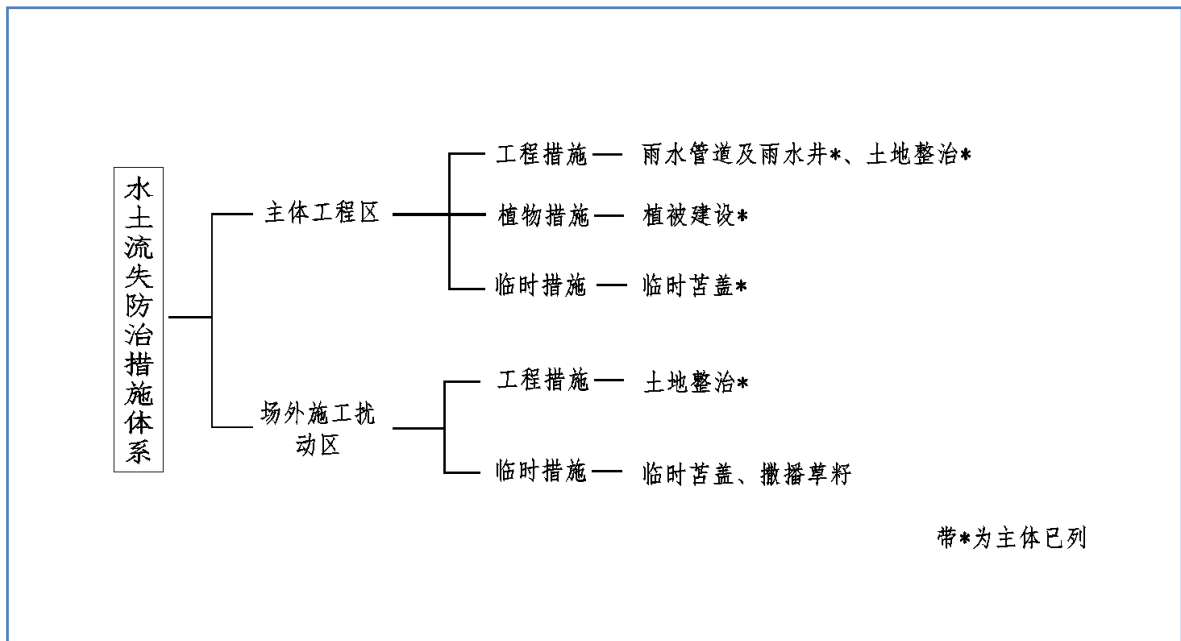 水土流失防治措施体系
主体工程区
工程措施
雨水管道及雨水井*、土地整治*
植物措施
植被建设*
临时措施
临时苫盖*
场外施工扰
动区
工程措施
土地整治*
临时措施
临时苫盖、撒播草籽
带*为主体已列